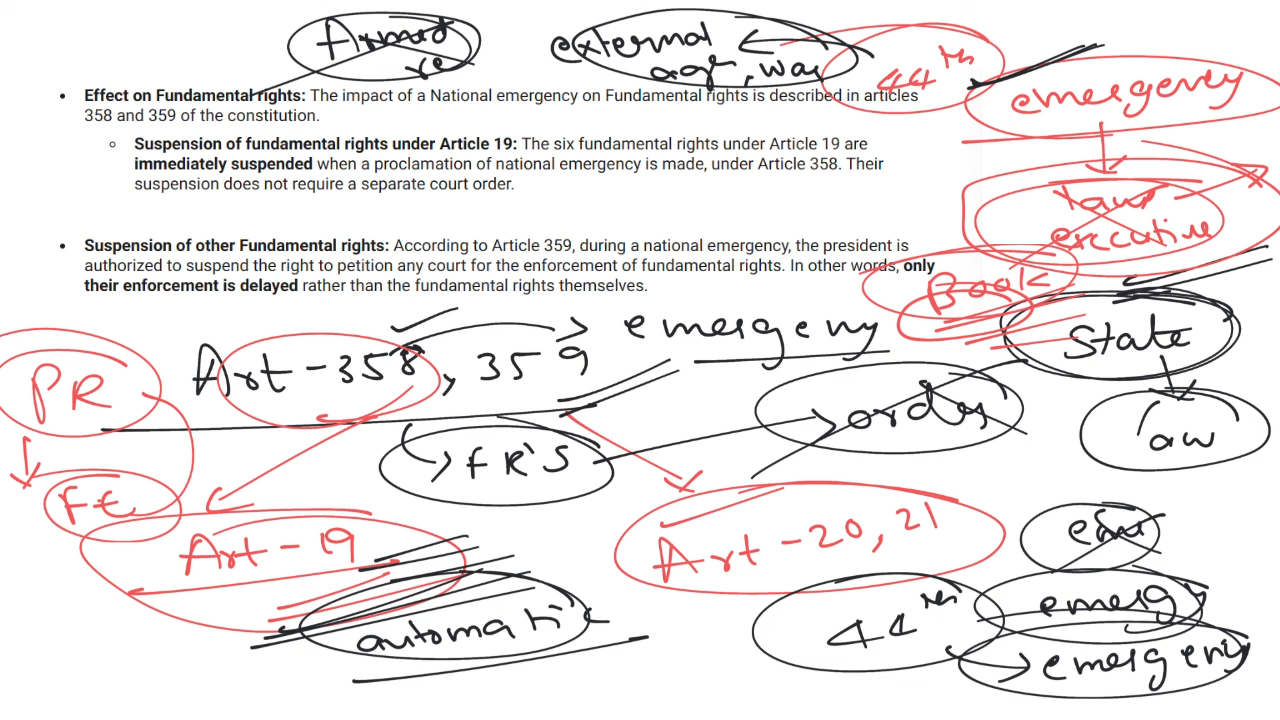 Armed
external
agr, war
44th
emergency
Effect on Fundamental rights: The impact of a National emergency on Fundamental rights is described in articles
358 and 359 of the constitution.
Suspension of fundamental rights under Article 19: The six fundamental rights under Article 19 are
immediately suspended when a proclamation of national emergency is made, under Article 358. Their
suspension does not require a separate court order.
executive
Suspension of other Fundamental rights: According to Article 359, during a national emergency, the president is
authorized to suspend the right to petition any court for the enforcement of fundamental rights. In other words, only
their enforcement is delayed rather than the fundamental rights themselves.
Book
State
PR
Art-358, 359
emergeny
order
law
FR'S
FE
Art-19
Art-20, 21
automatic
44th
emergy
emergeny